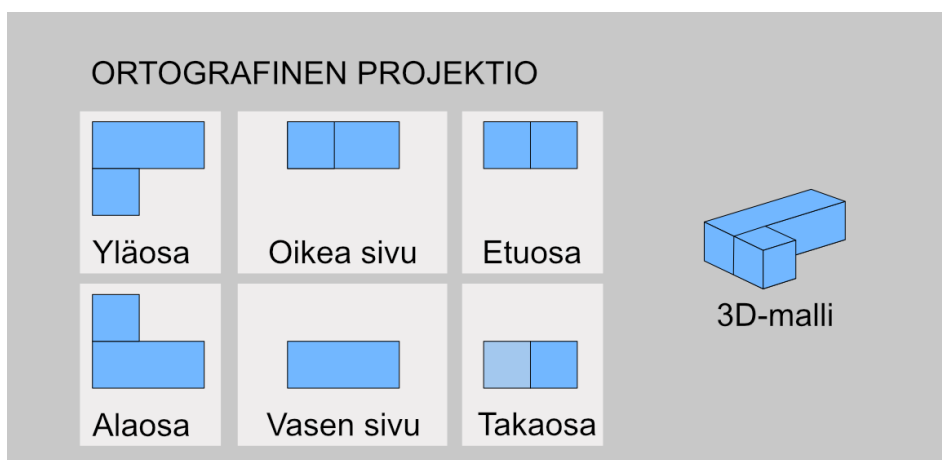 ORTOGRAFINEN PROJEKTIO
Yläosa
Oikea sivu
Etuosa
3D-malli
Alaosa
Vasen sivu
Takaosa